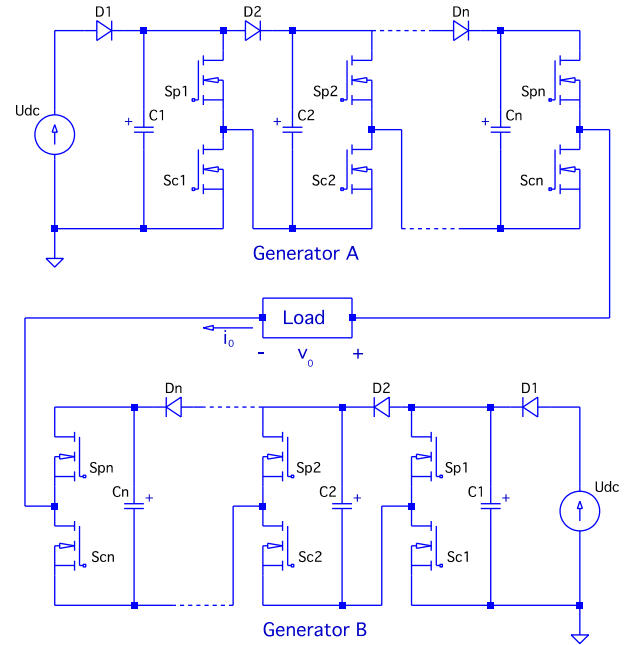 D1 D2 Dn
Sp1 Sp2 Spn
Udc + C1 + C2 + Cn
Sc1 Sc2 Scn
Generator A
Load
i0 - v0 +
Dn D2 D1
Spn Sp2 Sp1
Cn + C2 + C1 + Udc
Scn Sc2 Sc1
Generator B